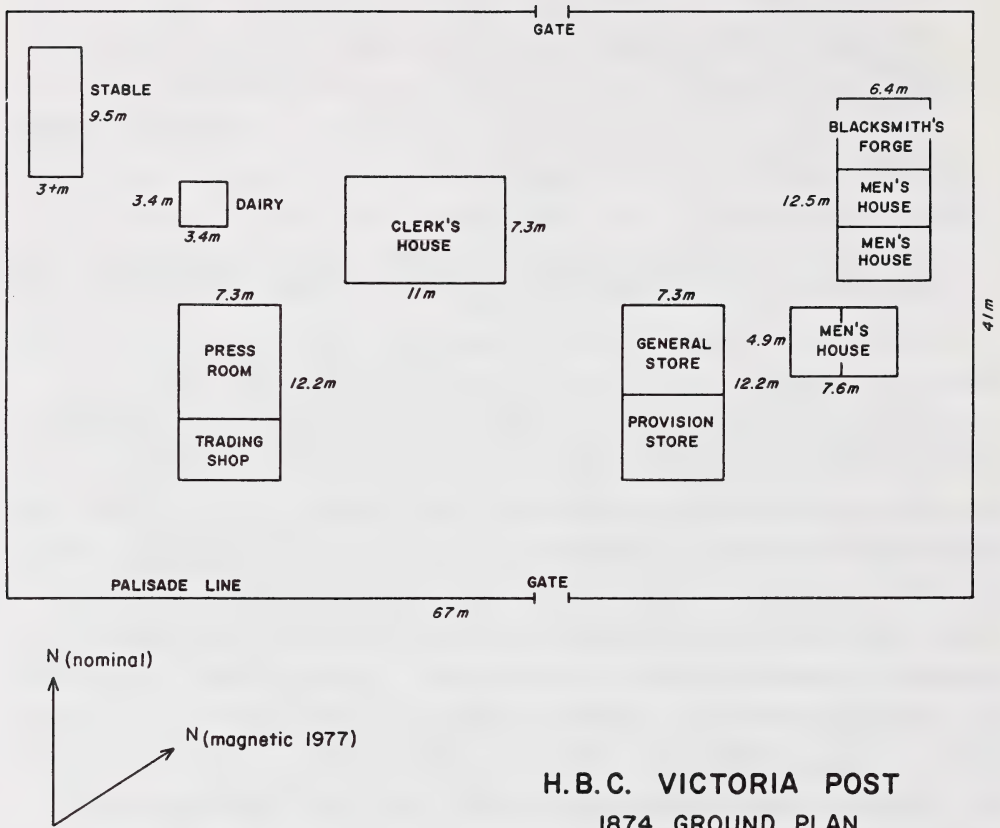 GATE
STABLE
9.5m
3+m
3.4m
DAIRY
3.4m
CLERK'S
HOUSE
7.3m
11m
6.4m
BLACKSMITH'S
FORGE
MEN'S
HOUSE
12.5m
MEN'S
HOUSE
7.3m
PRESS
ROOM
12.2m
TRADING
SHOP
7.3m
GENERAL
STORE
12.2m
PROVISION
STORE
4.9m
MEN'S
HOUSE
7.6m
41m
PALISADE LINE
GATE
67m
N (nominal)
N (magnetic 1977)
H.B.C. VICTORIA POST
1874 GROUND PLAN